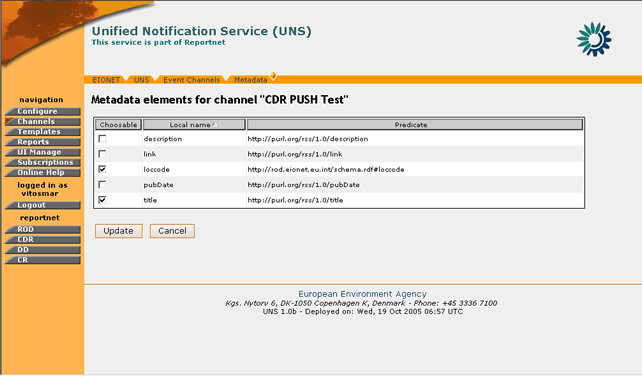 Unified Notification Service (UNS)
This service is part of Reportnet
EIONET UNS Event Channels Metadata
navigation
Configure
Channels
Templates
Reports
UI Manage
Subscriptions
Online Help
logged in as
vitosmar
Logout
reportnet
ROD
CDR
DD
CR
Metadata elements for channel "CDR PUSH Test"
Choosable Local name Predicate
description http://purl.org/rss/1.0/description
link http://purl.org/rss/1.0/link
loccode http://rod.eionet.eu.int/schema.rdf#loccode
pubDate http://purl.org/rss/1.0/pubDate
title http://purl.org/rss/1.0/title
Update Cancel
European Environment Agency
Kgs. Nytorv 6, DK-1050 Copenhagen K, Denmark - Phone: +45 3336 7100
UNS 1.0b - Deployed on: Wed, 19 Oct 2005 06:57 UTC